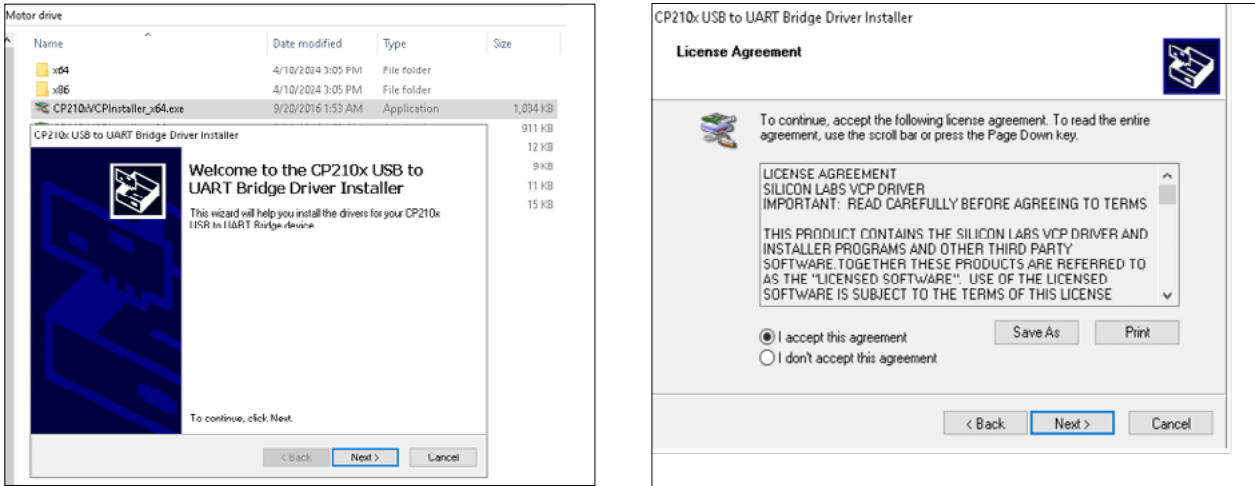 Motor drive
Name Date modified Type Size
x64 4/10/2024 3:05 PM File folder
x86 4/10/2024 3:05 PM File folder
CP210xVCPInstaller_x64.exe 9/20/2016 1:53 AM Application 1,034 KB
911 KB
12 KB
9 KB
11 KB
15 KB
CP210x USB to UART Bridge Driver Installer
Welcome to the CP210x USB to
UART Bridge Driver Installer
This wizard will help you install the drivers for your CP210x
USB to UART Bridge device.
To continue, click Next.
< Back Next > Cancel
CP210x USB to UART Bridge Driver Installer
License Agreement
To continue, accept the following license agreement. To read the entire
agreement, use the scroll bar or press the Page Down key.
LICENSE AGREEMENT
SILICON LABS VCP DRIVER
IMPORTANT: READ CAREFULLY BEFORE AGREEING TO TERMS
THIS PRODUCT CONTAINS THE SILICON LABS VCP DRIVER AND
INSTALLER PROGRAMS AND OTHER THIRD PARTY
SOFTWARE.TOGETHER THESE PRODUCTS ARE REFERRED TO
AS THE "LICENSED SOFTWARE". USE OF THE LICENSED
SOFTWARE IS SUBJECT TO THE TERMS OF THIS LICENSE
I accept this agreement Save As Print
I don't accept this agreement
< Back Next > Cancel